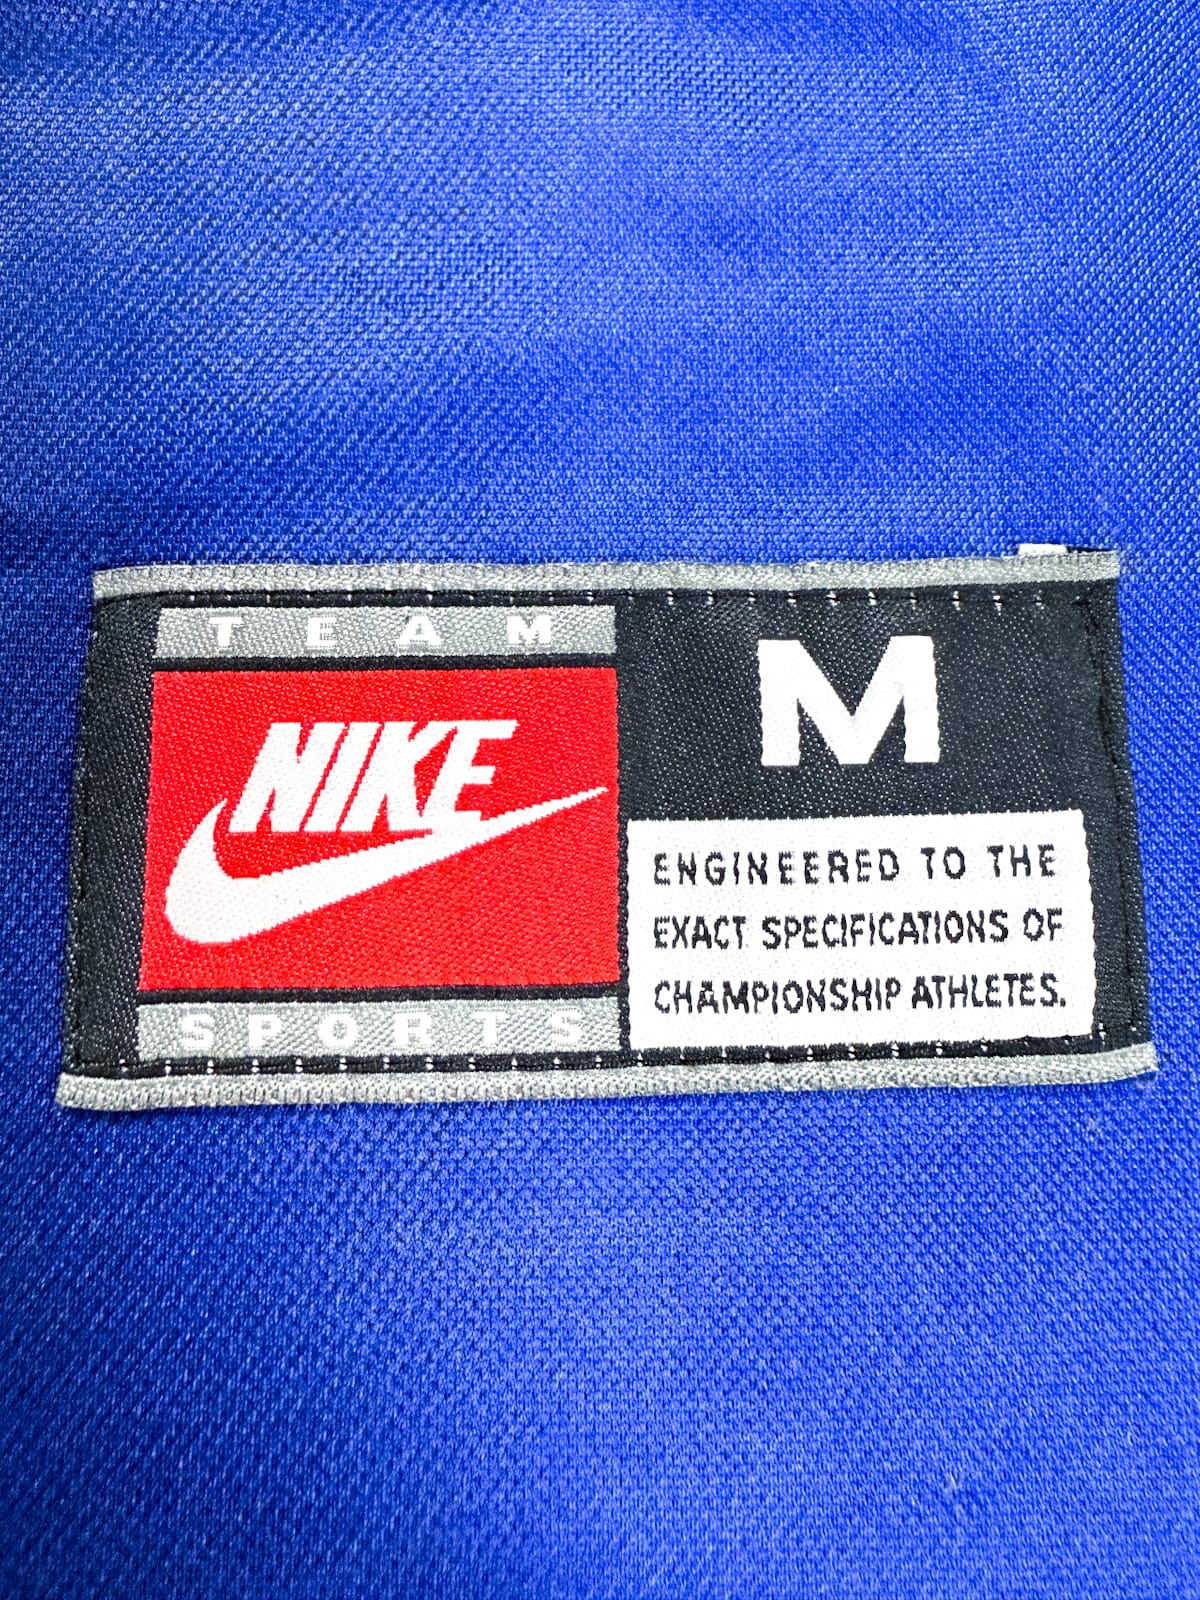 TEAM
NIKE
SPORTS
M
ENGINEERED TO THE
EXACT SPECIFICATIONS OF
CHAMPIONSHIP ATHLETES.